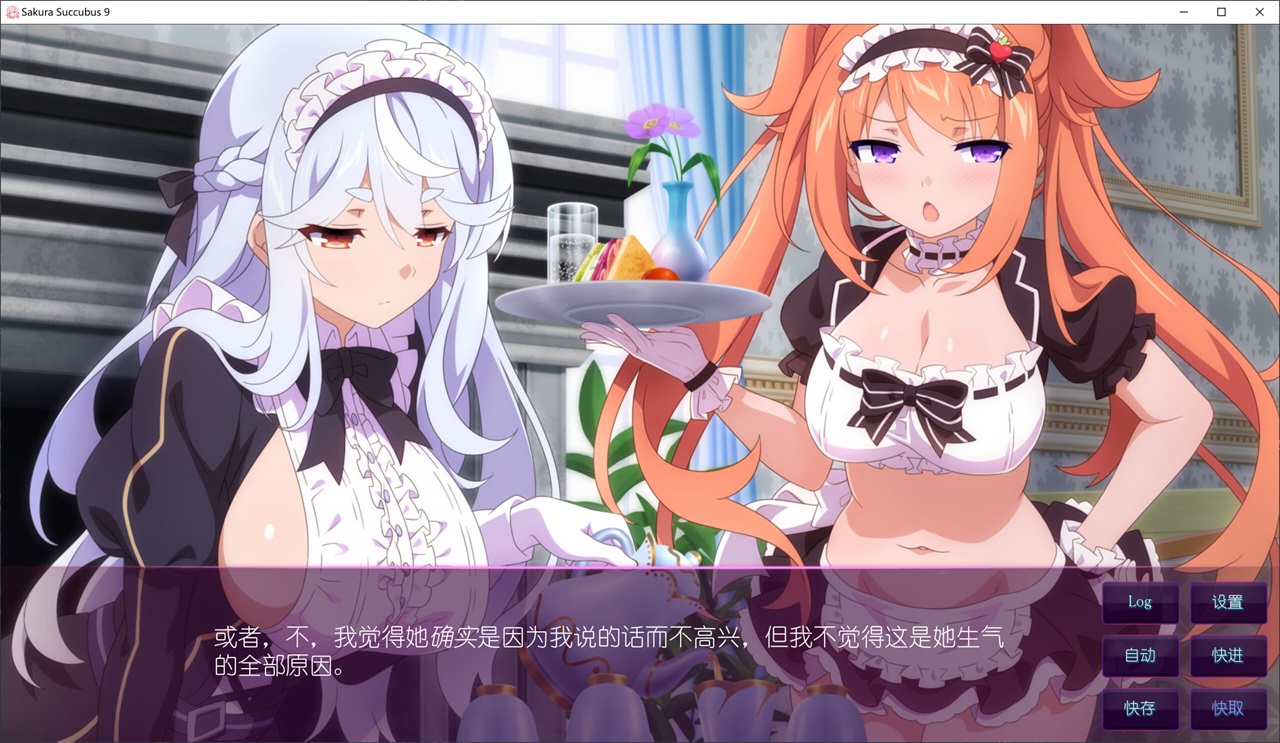 Sakura Succubus 9
或者，不，我觉得她确实是因为我说的话而不高兴，但我不觉得这是她生气
的全部原因。
Log
设置
自动
快进
快存
快取